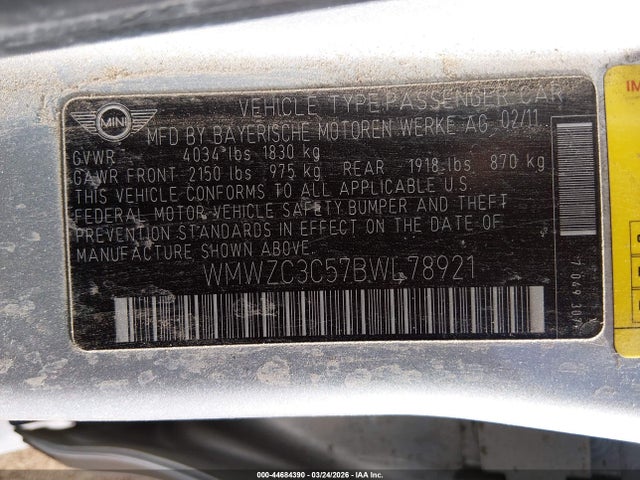 MINI
VEHICLE TYPE PASSENGER CAR
MFD BY BAYERISCHE MOTOREN WERKE AG 02/11
GVWR 4034 lbs 1830 kg
GAWR FRONT 2150 lbs 975 kg REAR 1918 lbs 870 kg
THIS VEHICLE CONFORMS TO ALL APPLICABLE U.S.
FEDERAL MOTOR VEHICLE SAFETY BUMPER AND THEFT
PREVENTION STANDARDS IN EFFECT ON THE DATE OF
MANUFACTURE SHOWN ABOVE.
WMWZC3C57BWL78921
000-44684390 - 03/24/2026 - IAA Inc.